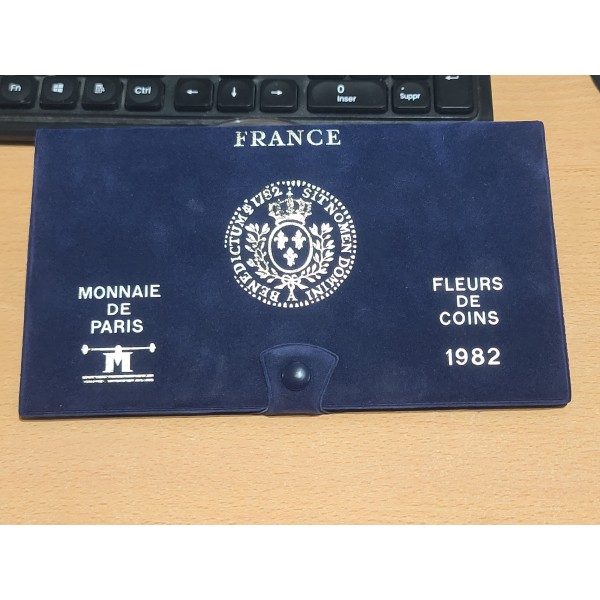 Fn
Ctrl
←
↓
→
0
Inser
.
Suppr
FRANCE
1782 SIT NOMEN DOMINI A BENEDICTUM
MONNAIE
DE
PARIS
M
FLEURS
DE
COINS
1982